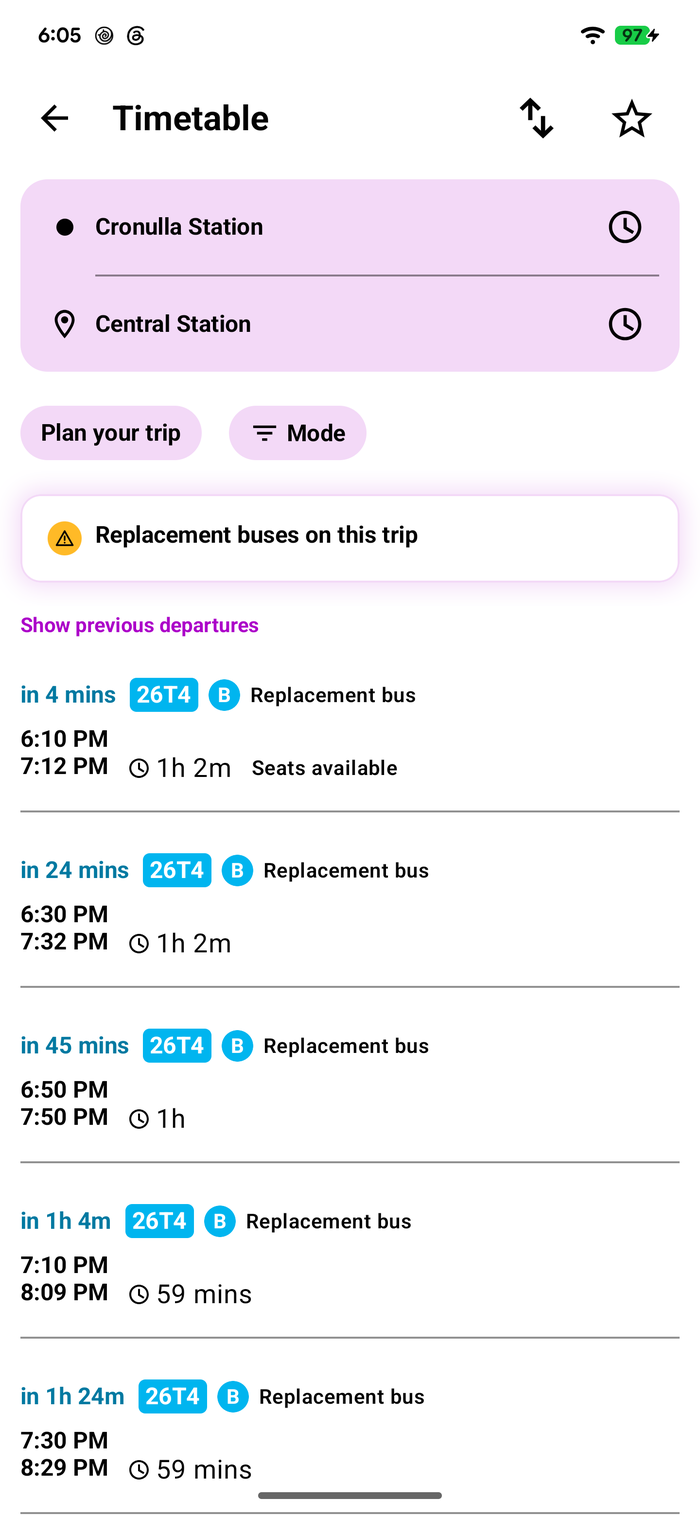 6:05
97
Timetable
Cronulla Station
Central Station
Plan your trip
Mode
Replacement buses on this trip
Show previous departures
in 4 mins 26T4 B Replacement bus
6:10 PM
7:12 PM 1h 2m Seats available
in 24 mins 26T4 B Replacement bus
6:30 PM
7:32 PM 1h 2m
in 45 mins 26T4 B Replacement bus
6:50 PM
7:50 PM 1h
in 1h 4m 26T4 B Replacement bus
7:10 PM
8:09 PM 59 mins
in 1h 24m 26T4 B Replacement bus
7:30 PM
8:29 PM 59 mins